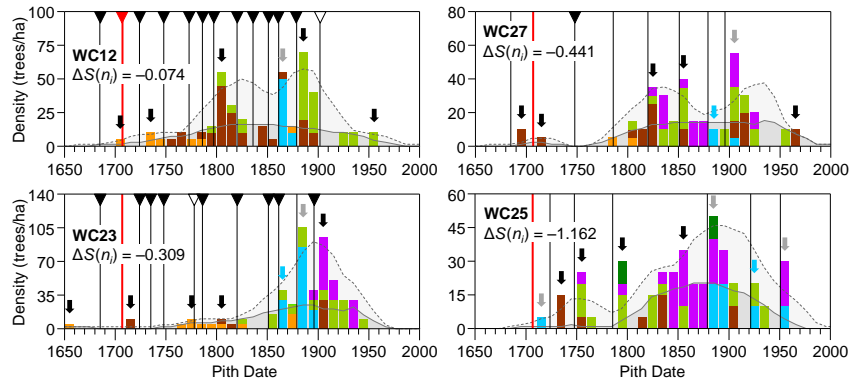 100
75
50
25
0
Density (trees/ha)
WC12
ΔS(nᵢ) = −0.074
1650 1700 1750 1800 1850 1900 1950 2000
80
60
40
20
0
WC27
ΔS(nᵢ) = −0.441
1650 1700 1750 1800 1850 1900 1950 2000
140
105
70
35
0
Density (trees/ha)
WC23
ΔS(nᵢ) = −0.309
1650 1700 1750 1800 1850 1900 1950 2000
Pith Date
60
45
30
15
0
WC25
ΔS(nᵢ) = −1.162
1650 1700 1750 1800 1850 1900 1950 2000
Pith Date